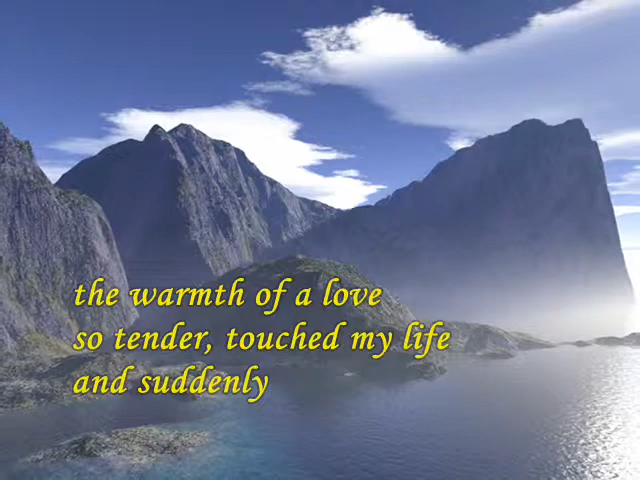 the warmth of a love
so tender, touched my life
and suddenly